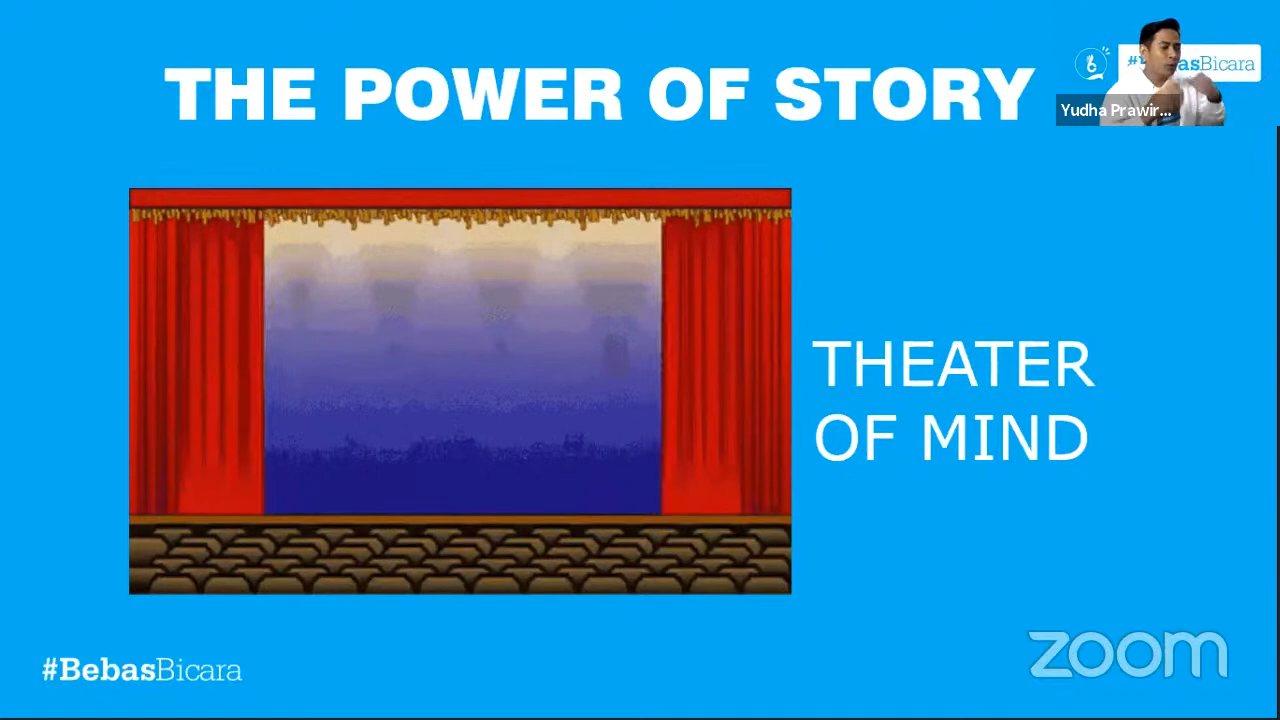 THE POWER OF STORY
#BebasBicara
Yudha Prawir...
THEATER
OF MIND
#BebasBicara
zoom